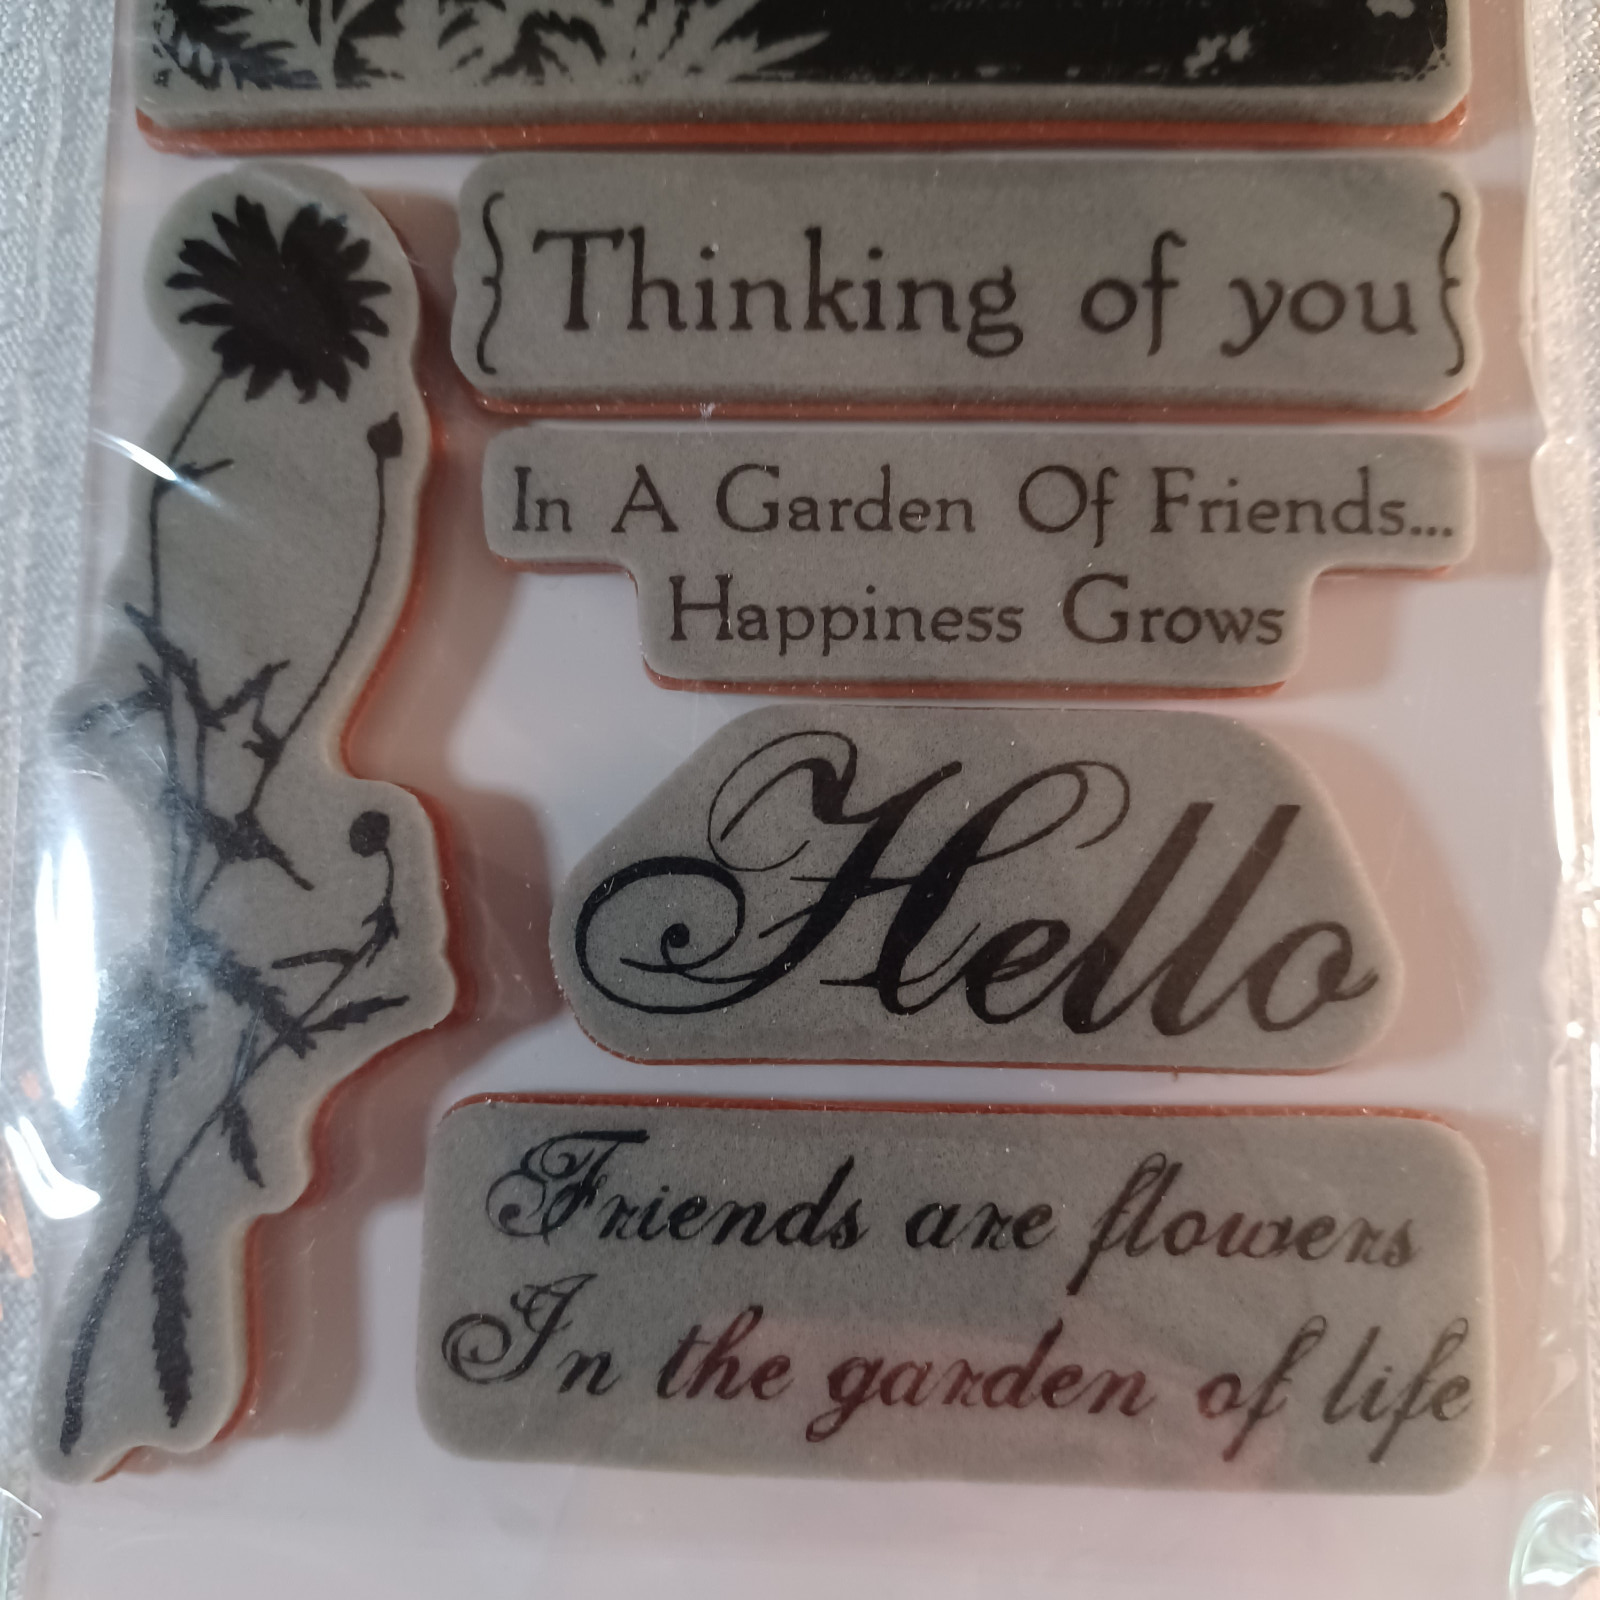 {Thinking of you}
In A Garden Of Friends...
Happiness Grows
Hello
Friends are flowers
In the garden of life